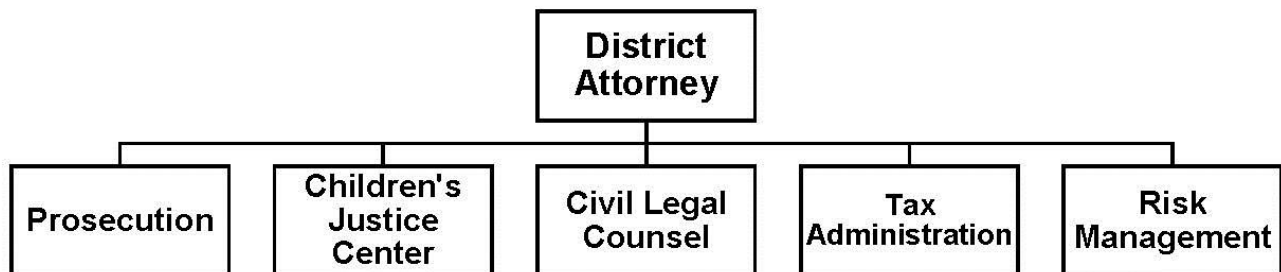 District
Attorney
Prosecution
Children's
Justice
Center
Civil Legal
Counsel
Tax
Administration
Risk
Management